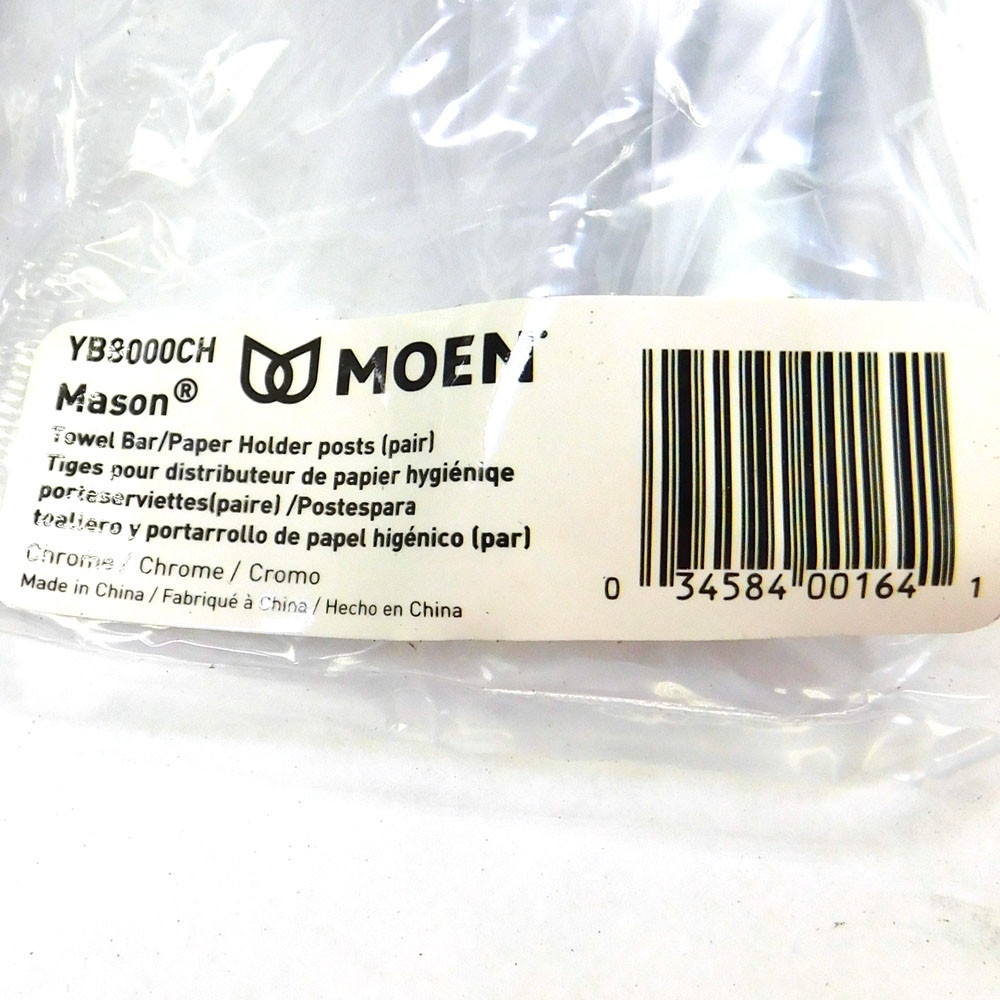 YB8000CH
MOEN
Mason®
Towel Bar/Paper Holder posts (pair)
Tiges pour distributeur de papier hygiéniqe
portaserviettes(paire) /Postespara
toallero y portarrollo de papel higénico (par)
Chrome / Chrome / Cromo
Made in China / Fabriqué à China / Hecho en China
0 34584 00164 1